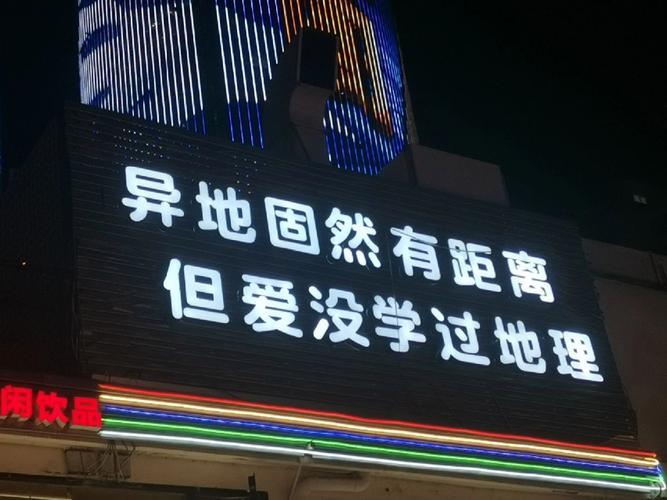 异地固然有距离
但爱没学过地理
闲饮品